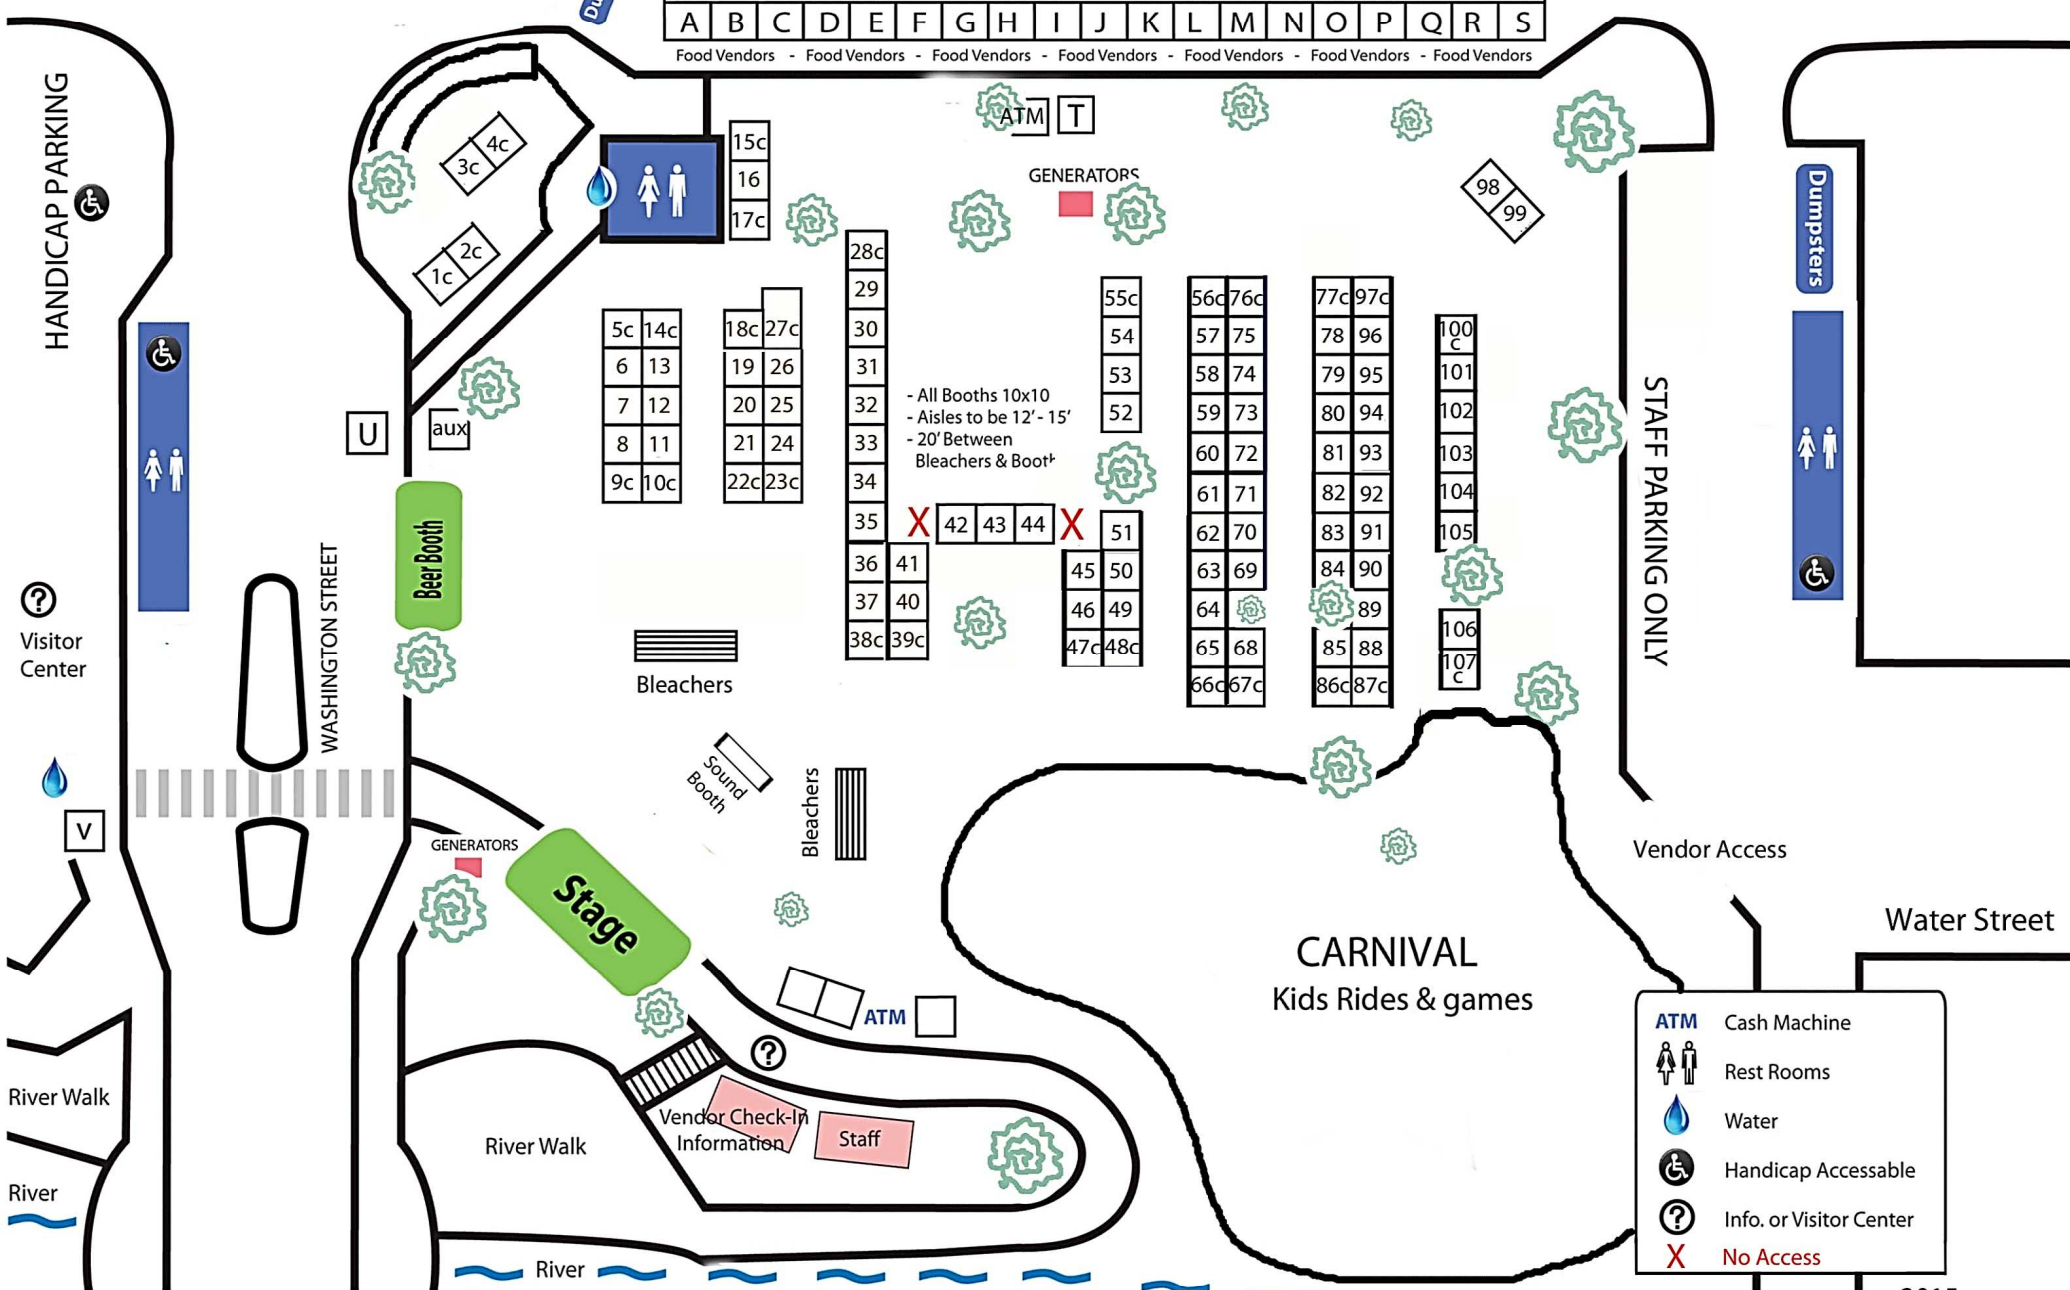 A B C D E F G H I J K L M N O P Q R S
Food Vendors - Food Vendors - Food Vendors - Food Vendors - Food Vendors - Food Vendors - Food Vendors
HANDICAP PARKING
ATM T
GENERATORS
3c 4c
1c 2c
15c
16
17c
98
99
Dumpsters
5c 14c
6 13
7 12
8 11
9c 10c
18c 27c
19 26
20 25
21 24
22c 23c
28c
29
30
31
32
33
34
35
36 41
37 40
38c 39c
- All Booths 10x10
- Aisles to be 12' - 15'
- 20' Between
Bleachers & Booth
X 42 43 44 X
55c
54
53
52
51
45 50
46 49
47c 48c
56c 76c
57 75
58 74
59 73
60 72
61 71
62 70
63 69
64
65 68
66c 67c
77c 97c
78 96
79 95
80 94
81 93
82 92
83 91
84 90
89
85 88
86c 87c
100
c
101
102
103
104
105
106
107
c
STAFF PARKING ONLY
U
aux
Beer Booth
WASHINGTON STREET
?
Visitor
Center
Bleachers
Sound
Booth
Bleachers
V
GENERATORS
Stage
Vendor Access
Water Street
CARNIVAL
Kids Rides & games
ATM
?
Vendor Check-In
Information
Staff
River Walk
River Walk
River
River
ATM Cash Machine
Rest Rooms
Water
Handicap Accessable
? Info. or Visitor Center
X No Access